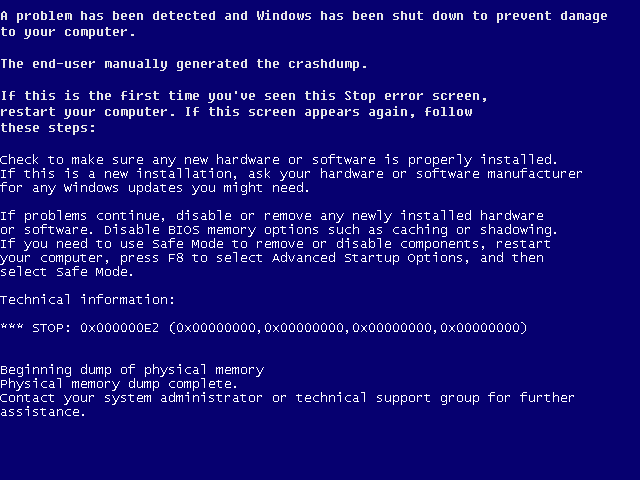 A problem has been detected and Windows has been shut down to prevent damage
to your computer.
The end-user manually generated the crashdump.
If this is the first time you've seen this Stop error screen,
restart your computer. If this screen appears again, follow
these steps:
Check to make sure any new hardware or software is properly installed.
If this is a new installation, ask your hardware or software manufacturer
for any Windows updates you might need.
If problems continue, disable or remove any newly installed hardware
or software. Disable BIOS memory options such as caching or shadowing.
If you need to use Safe Mode to remove or disable components, restart
your computer, press F8 to select Advanced Startup Options, and then
select Safe Mode.
Technical information:
*** STOP: 0x000000E2 (0x00000000,0x00000000,0x00000000,0x00000000)
Beginning dump of physical memory
Physical memory dump complete.
Contact your system administrator or technical support group for further
assistance.